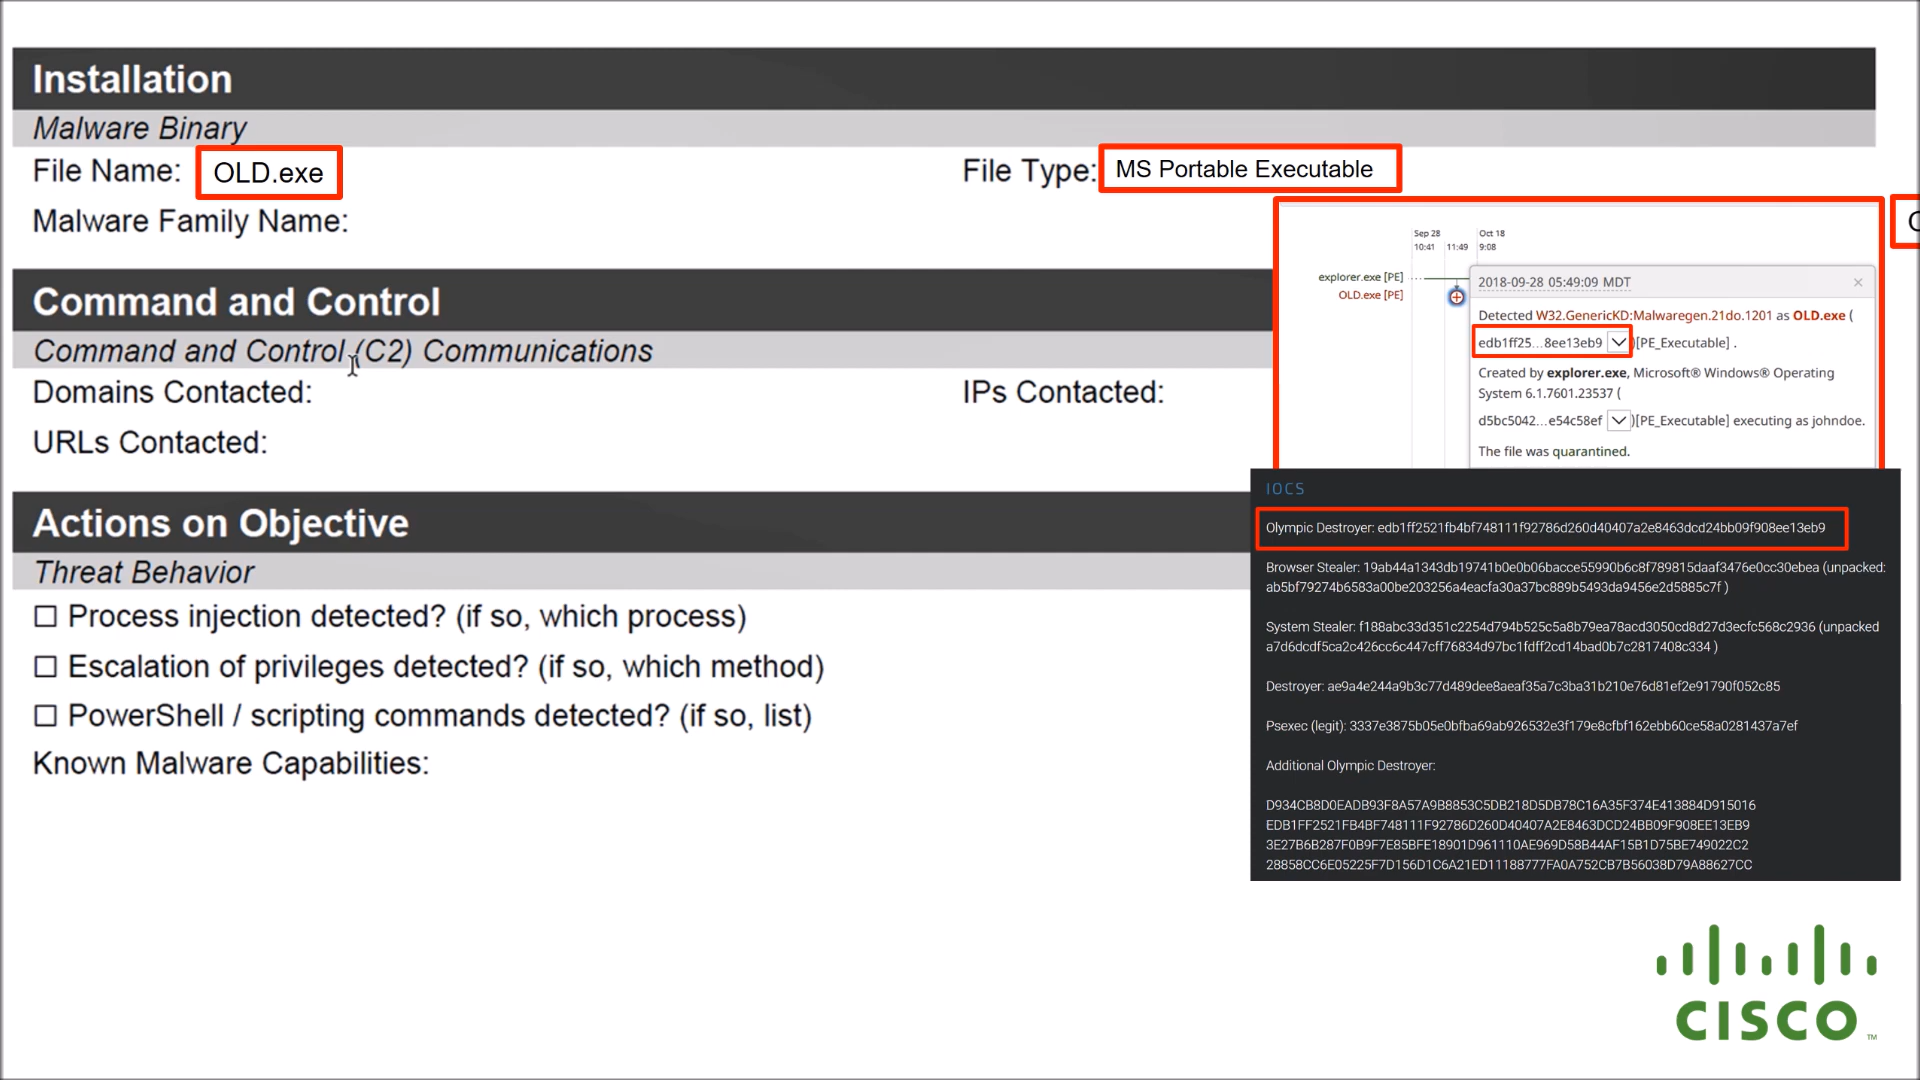 Installation
Malware Binary
File Name: OLD.exe
File Type: MS Portable Executable
Malware Family Name:
Command and Control
Command and Control (C2) Communications
Domains Contacted:
IPs Contacted:
URLs Contacted:
Actions on Objective
Threat Behavior
☐ Process injection detected? (if so, which process)
☐ Escalation of privileges detected? (if so, which method)
☐ PowerShell / scripting commands detected? (if so, list)
Known Malware Capabilities:
Sep 28 Oct 18
10:41 11:49 9:08
explorer.exe [PE]
OLD.exe [PE]
2018-09-28 05:49:09 MDT
Detected W32.GenericKD:Malwaregen.21do.1201 as OLD.exe (
edb1ff25...8ee13eb9 )[PE_Executable] .
Created by explorer.exe, Microsoft® Windows® Operating
System 6.1.7601.23537 (
d5bc5042...e54c58ef )[PE_Executable] executing as johndoe.
The file was quarantined.
IOCS
Olympic Destroyer: edb1ff2521fb4bf748111f92786d260d40407a2e8463dcd24bb09f908ee13eb9
Browser Stealer: 19ab44a1343db19741b0e0b06bacce55990b6c8f789815daaf3476e0cc30ebea (unpacked:
ab5bf79274b6583a00be203256a4eacfa30a37bc889b5493da9456e2d5885c7f )
System Stealer: f188abc33d351c2254d794b525c5a8b79ea78acd3050cd8d27d3ecfc568c2936 (unpacked
a7d6dcdf5ca2c426cc6c447cff76834d97bc1fdff2cd14bad0b7c2817408c334 )
Destroyer: ae9a4e244a9b3c77d489dee8aeaf35a7c3ba31b210e76d81ef2e91790f052c85
Psexec (legit): 3337e3875b05e0bfba69ab926532e3f179e8cfbf162ebb60ce58a0281437a7ef
Additional Olympic Destroyer:
D934CB8D0EADB93F8A57A9B8853C5DB218D5DB78C16A35F374E413884D915016
EDB1FF2521FB4BF748111F92786D260D40407A2E8463DCD24BB09F908EE13EB9
3E27B6B287F0B9F7E85BFE18901D961110AE969D58B44AF15B1D75BE749022C2
28858CC6E05225F7D156D1C6A21ED11188777FA0A752CB7B56038D79A88627CC
CISCO ™